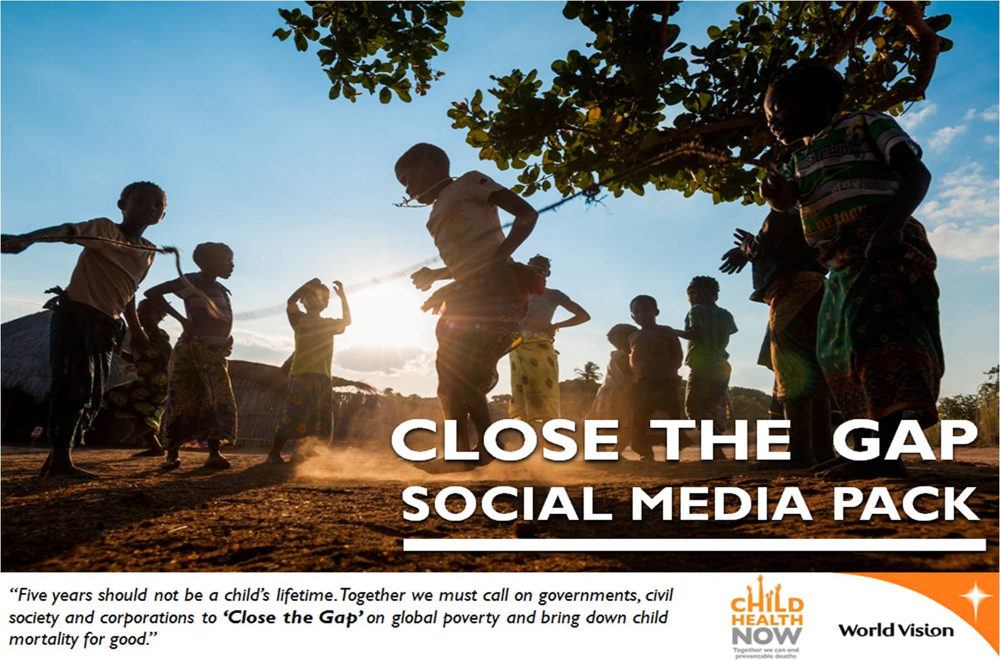 CLOSE THE GAP
SOCIAL MEDIA PACK
“Five years should not be a child’s lifetime. Together we must call on governments, civil
society and corporations to ‘Close the Gap’ on global poverty and bring down child
mortality for good.”
CHILD
HEALTH
NOW
Together we can end
preventable deaths
World Vision